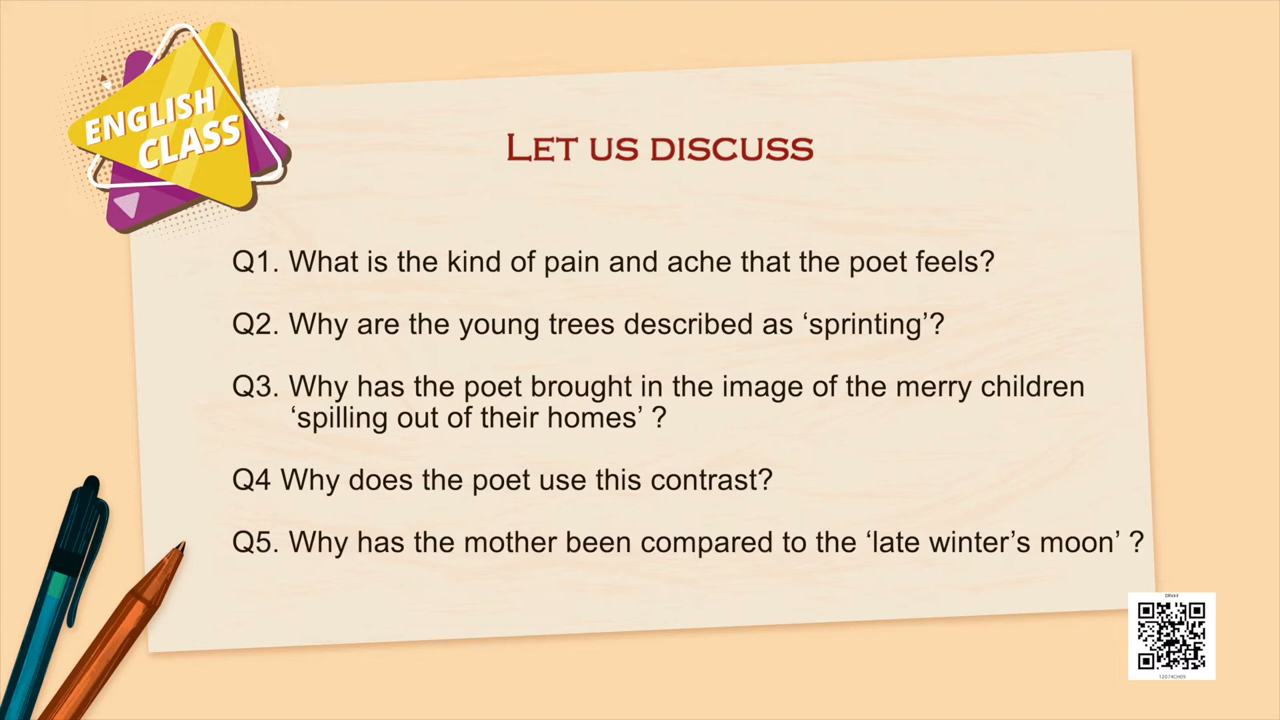 ENGLISH
CLASS
LET US DISCUSS
Q1. What is the kind of pain and ache that the poet feels?
Q2. Why are the young trees described as ‘sprinting’?
Q3. Why has the poet brought in the image of the merry children
‘spilling out of their homes’ ?
Q4 Why does the poet use this contrast?
Q5. Why has the mother been compared to the ‘late winter’s moon’ ?
12074CH09